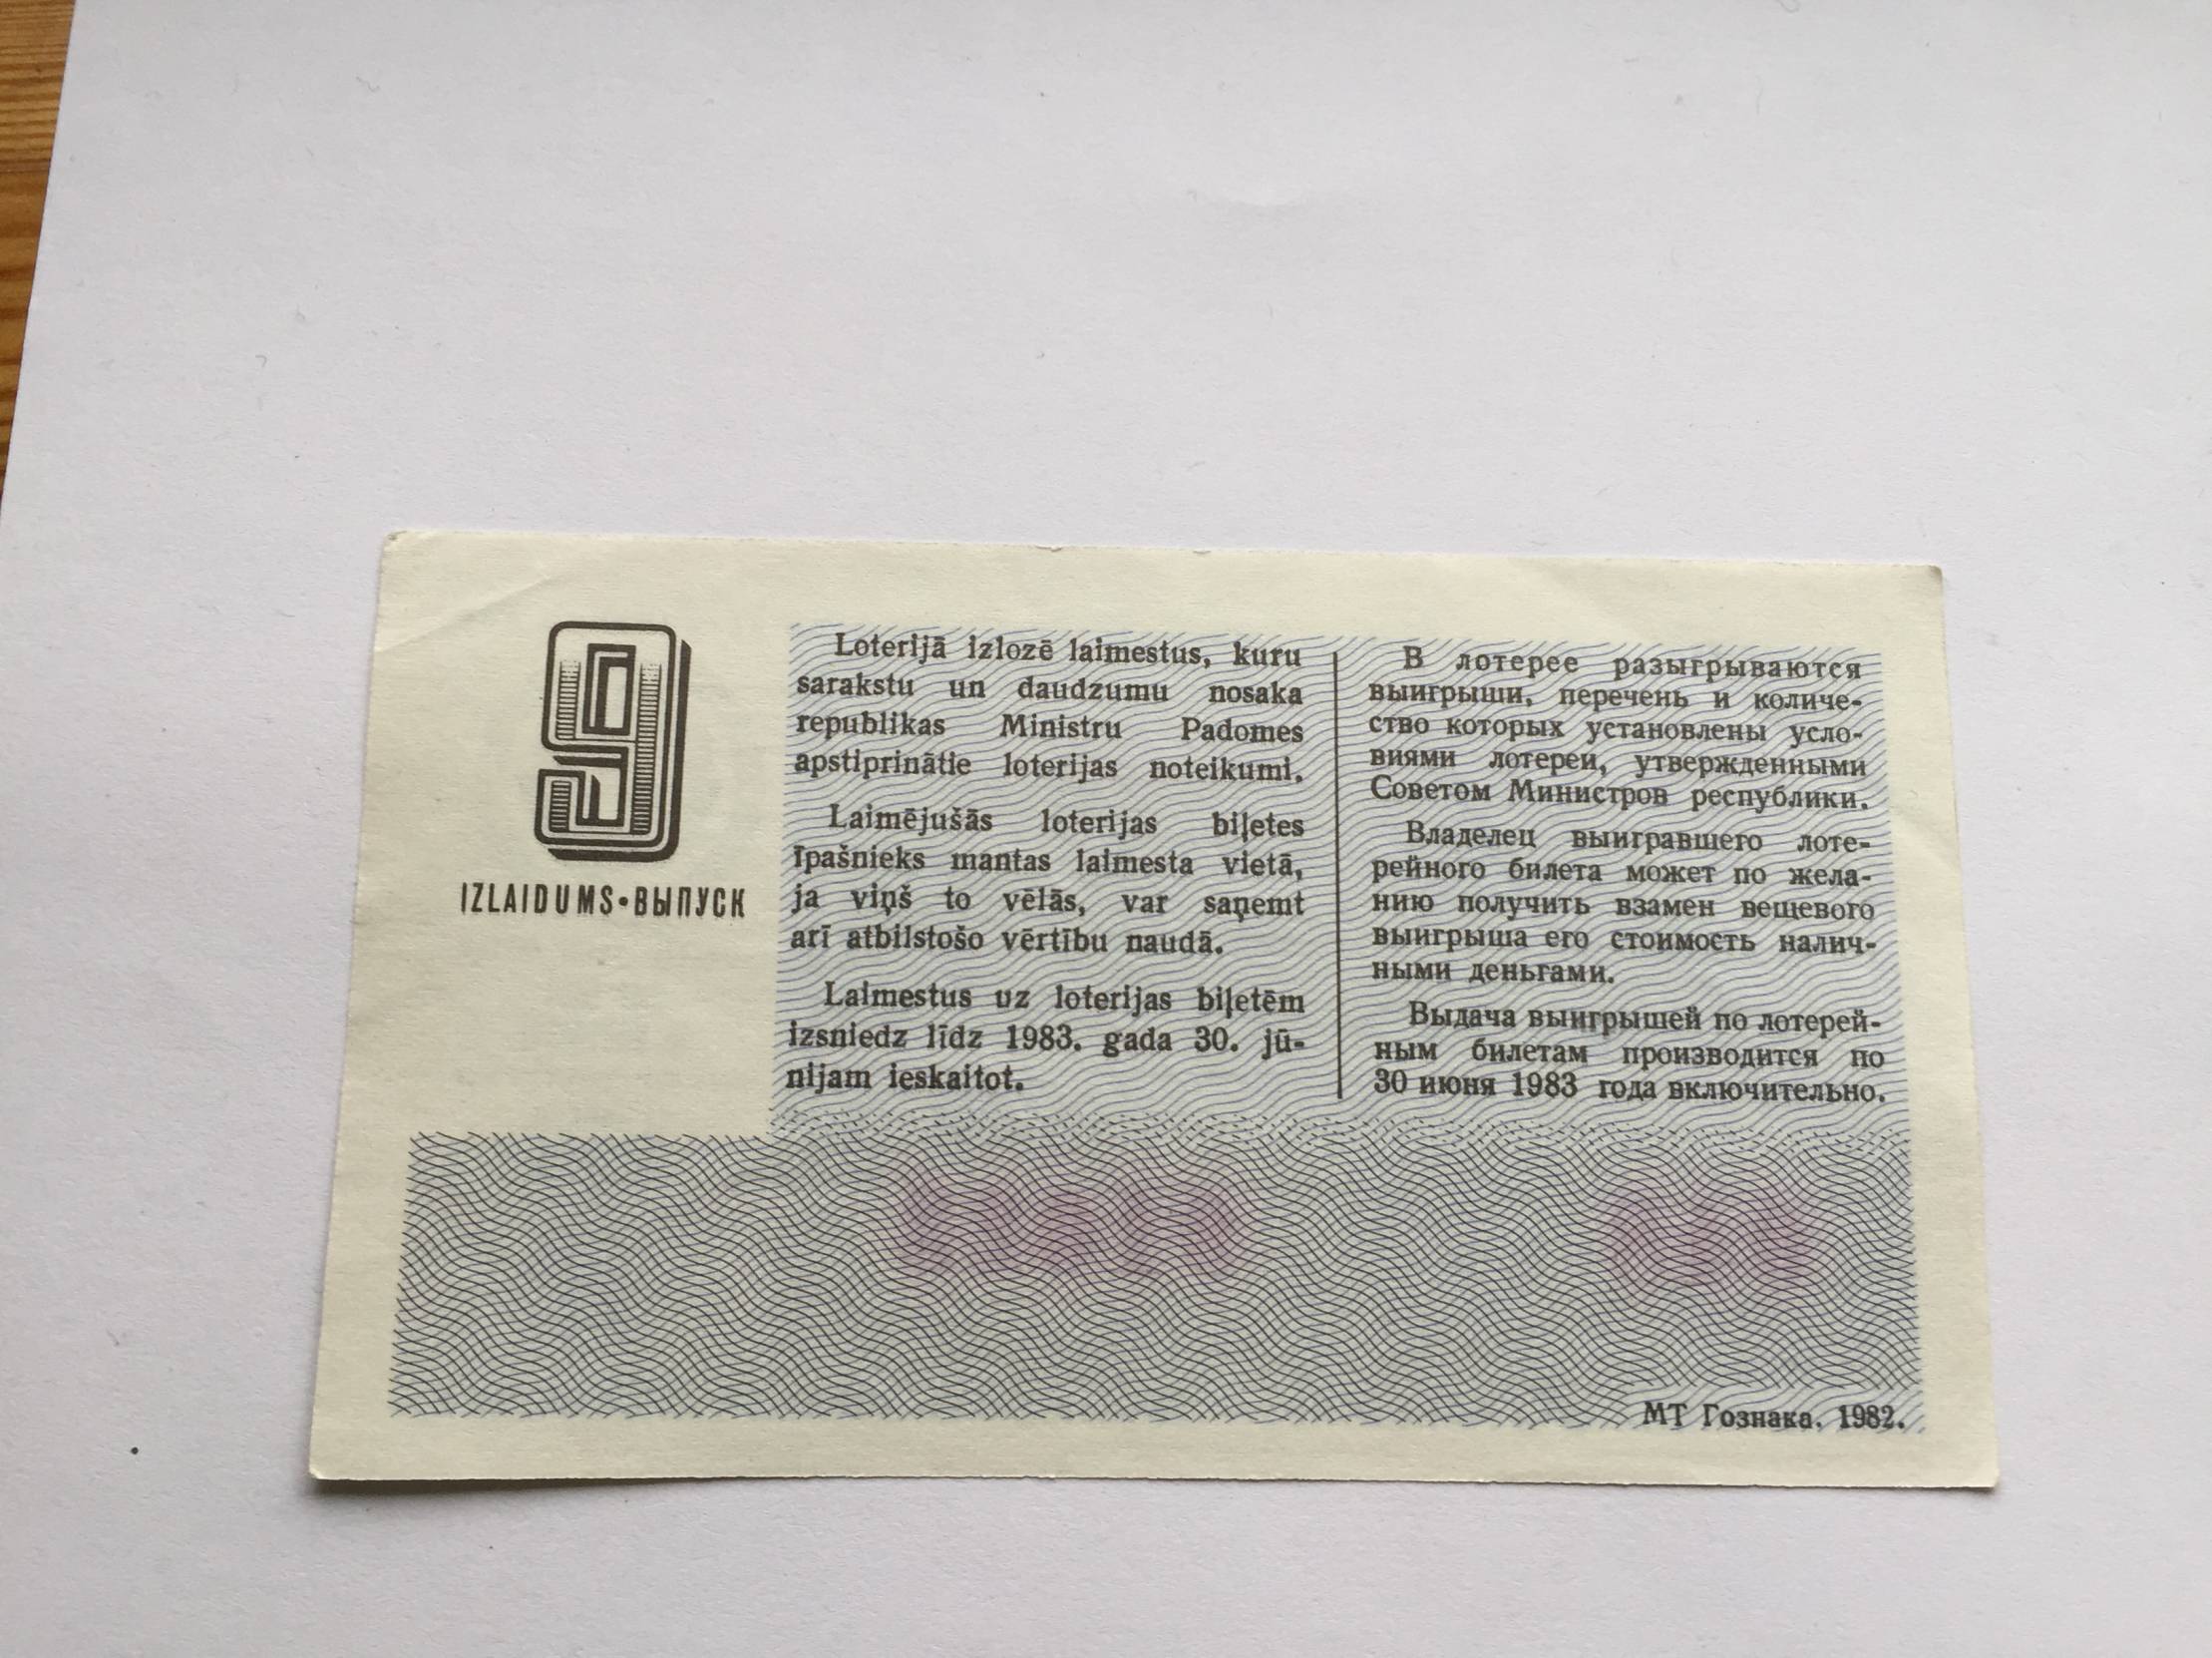 9
IZLAIDUMS•ВЫПУСК
Loterijā izlozē laimestus, kuru
sarakstu un daudzumu nosaka
republikas Ministru Padomes
apstiprinātie loterijas noteikumi.
Laimējušās loterijas biļetes
īpašnieks mantas laimesta vietā,
ja viņš to vēlās, var saņemt
arī atbilstošo vērtību naudā.
Laimestus uz loterijas biļetēm
izsniedz līdz 1983. gada 30. jū-
nijam ieskaitot.
В лотерее разыгрываются
выигрыши, перечень и количе-
ство которых установлены усло-
виями лотереи, утвержденными
Советом Министров республики.
Владелец выигравшего лоте-
рейного билета может по жела-
нию получить взамен вещевого
выигрыша его стоимость налич-
ными деньгами.
Выдача выигрышей по лотерей-
ным билетам производится по
30 июня 1983 года включительно.
МТ Гознака. 1982.